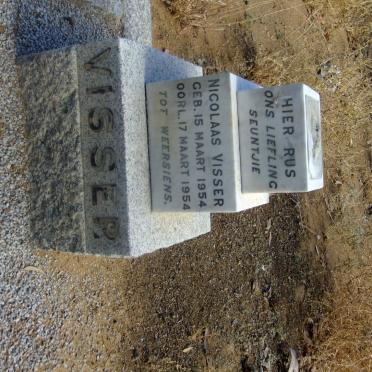 HIER RUS
ONS LIEFLING
SEUNTJIE
NICOLAAS VISSER
GEB. 15 MAART 1954
OORL. 17 MAART 1954
TOT WEERSIENS.
VISSER